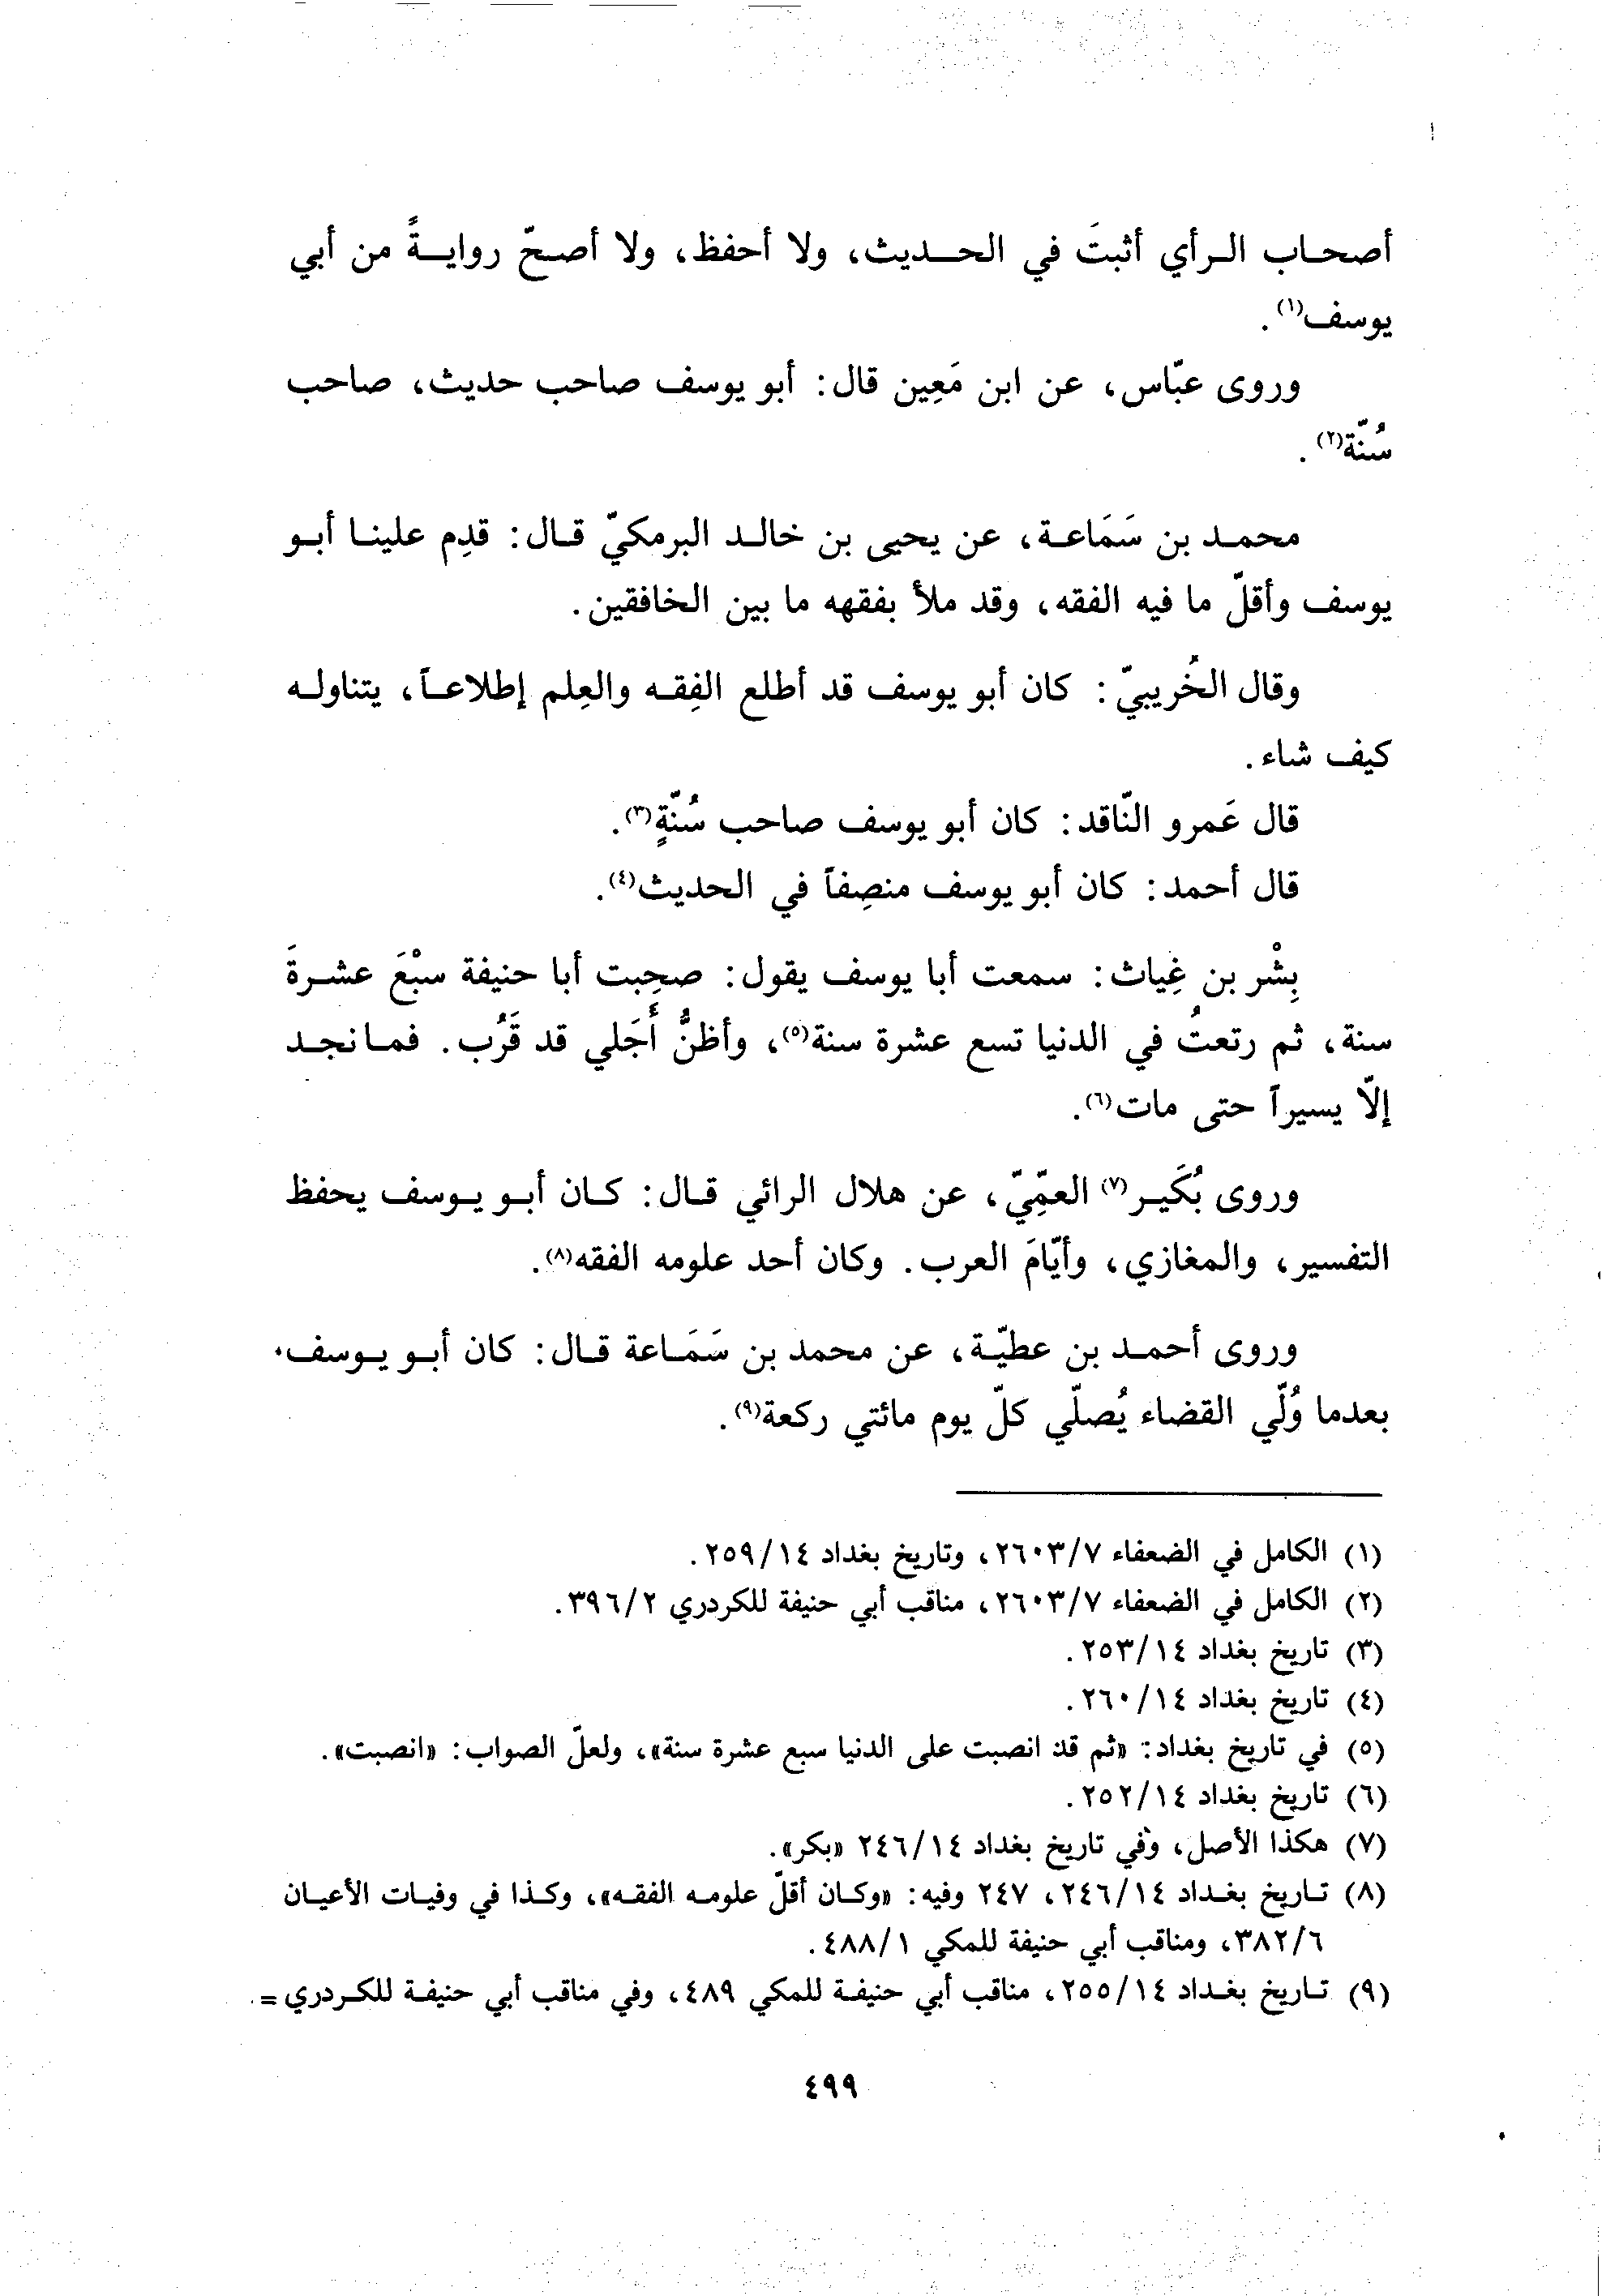 أصحاب الرأي أثبتَ في الحديث، ولا أحفظ، ولا أصحّ روايةً من أبي
يوسف(١).
وروى عبّاس، عن ابن مَعِين قال: أبو يوسف صاحب حديث، صاحب
سُنّة(٢).
محمد بن سَمَاعة، عن يحيى بن خالد البرمكيّ قال: قدِم علينا أبو
يوسف وأقلّ ما فيه الفقه، وقد ملأ بفقهه ما بين الخافقين.
وقال الخُريبيّ: كان أبو يوسف قد أطلع الفِقه والعِلم إطلاعاً، يتناوله
كيف شاء.
قال عَمرو النّاقد: كان أبو يوسف صاحب سُنّةٍ(٣).
قال أحمد: كان أبو يوسف منصِفاً في الحديث(٤).
بِشْر بن غِياث: سمعت أبا يوسف يقول: صحِبت أبا حنيفة سبْعَ عشرةَ
سنة، ثم رتعتُ في الدنيا تسع عشرة سنة(٥)، وأظنُّ أَجَلي قد قَرُب. فما نجد
إلّا يسيراً حتى مات(٦).
وروى بُكَير(٧) العمِّيّ، عن هلال الرائي قال: كان أبو يوسف يحفظ
التفسير، والمغازي، وأيّامَ العرب. وكان أحد علومه الفقه(٨).
وروى أحمد بن عطيّة، عن محمد بن سَمَاعة قال: كان أبو يوسف
بعدما وُلّي القضاء يُصلّي كلّ يوم مائتي ركعة(٩).
(١) الكامل في الضعفاء ٢٦٠٣/٧، وتاريخ بغداد ٢٥٩/١٤.
(٢) الكامل في الضعفاء ٢٦٠٣/٧، مناقب أبي حنيفة للكردري ٣٩٦/٢.
(٣) تاريخ بغداد ٢٥٣/١٤.
(٤) تاريخ بغداد ٢٦٠/١٤.
(٥) في تاريخ بغداد: «ثم قد انصبت على الدنيا سبع عشرة سنة»، ولعلّ الصواب: «انصبت».
(٦) تاريخ بغداد ٢٥٢/١٤.
(٧) هكذا الأصل، وفي تاريخ بغداد ٢٤٦/١٤ «بكر».
(٨) تاريخ بغداد ٢٤٦/١٤، ٢٤٧ وفيه: «وكان أقلّ علومه الفقه»، وكذا في وفيات الأعيان
٣٨٢/٦، ومناقب أبي حنيفة للمكي ٤٨٨/١.
(٩) تاريخ بغداد ٢٥٥/١٤، مناقب أبي حنيفة للمكي ٤٨٩، وفي مناقب أبي حنيفة للكردري =
٤٩٩